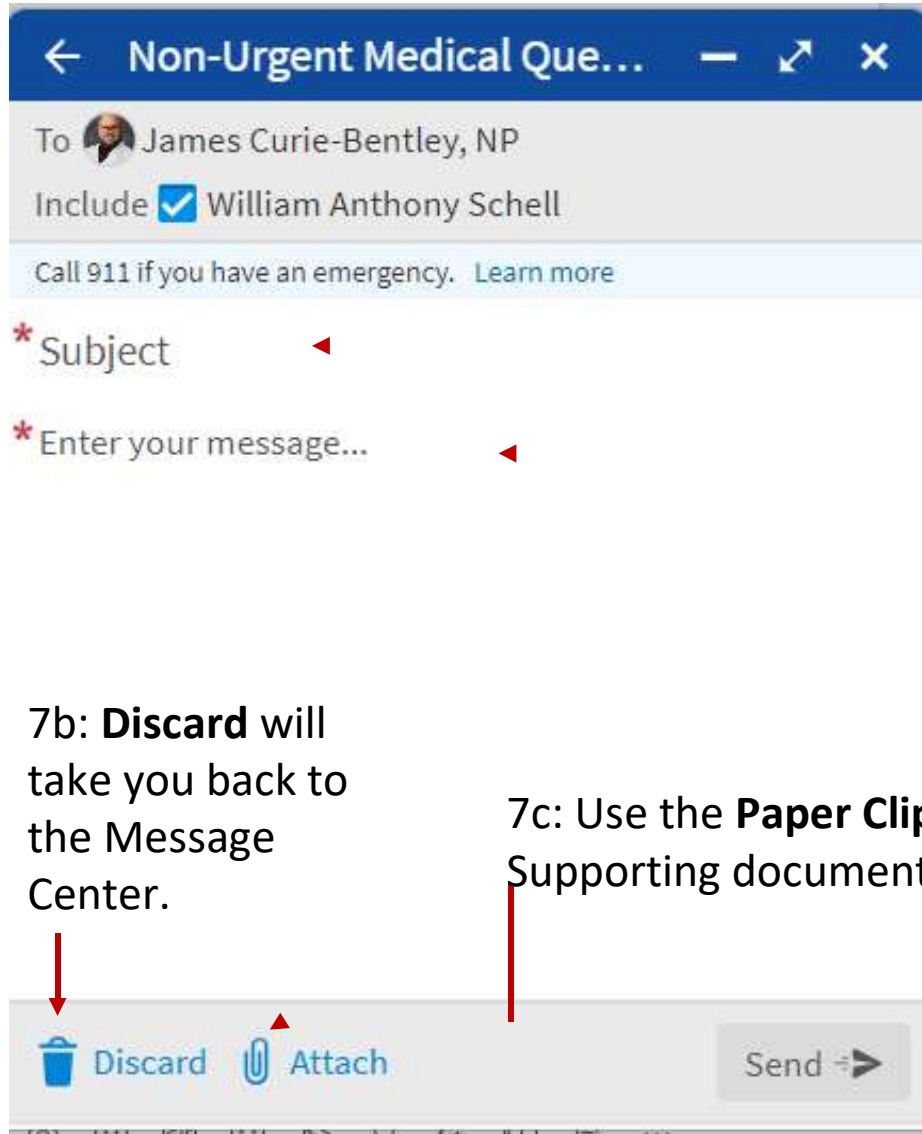 Non-Urgent Medical Que...
To James Curie-Bentley, NP
Include William Anthony Schell
Call 911 if you have an emergency. Learn more
* Subject
* Enter your message...
7b: Discard will
take you back to
the Message
Center.
7c: Use the Paper Clip
Supporting document
Discard Attach Send